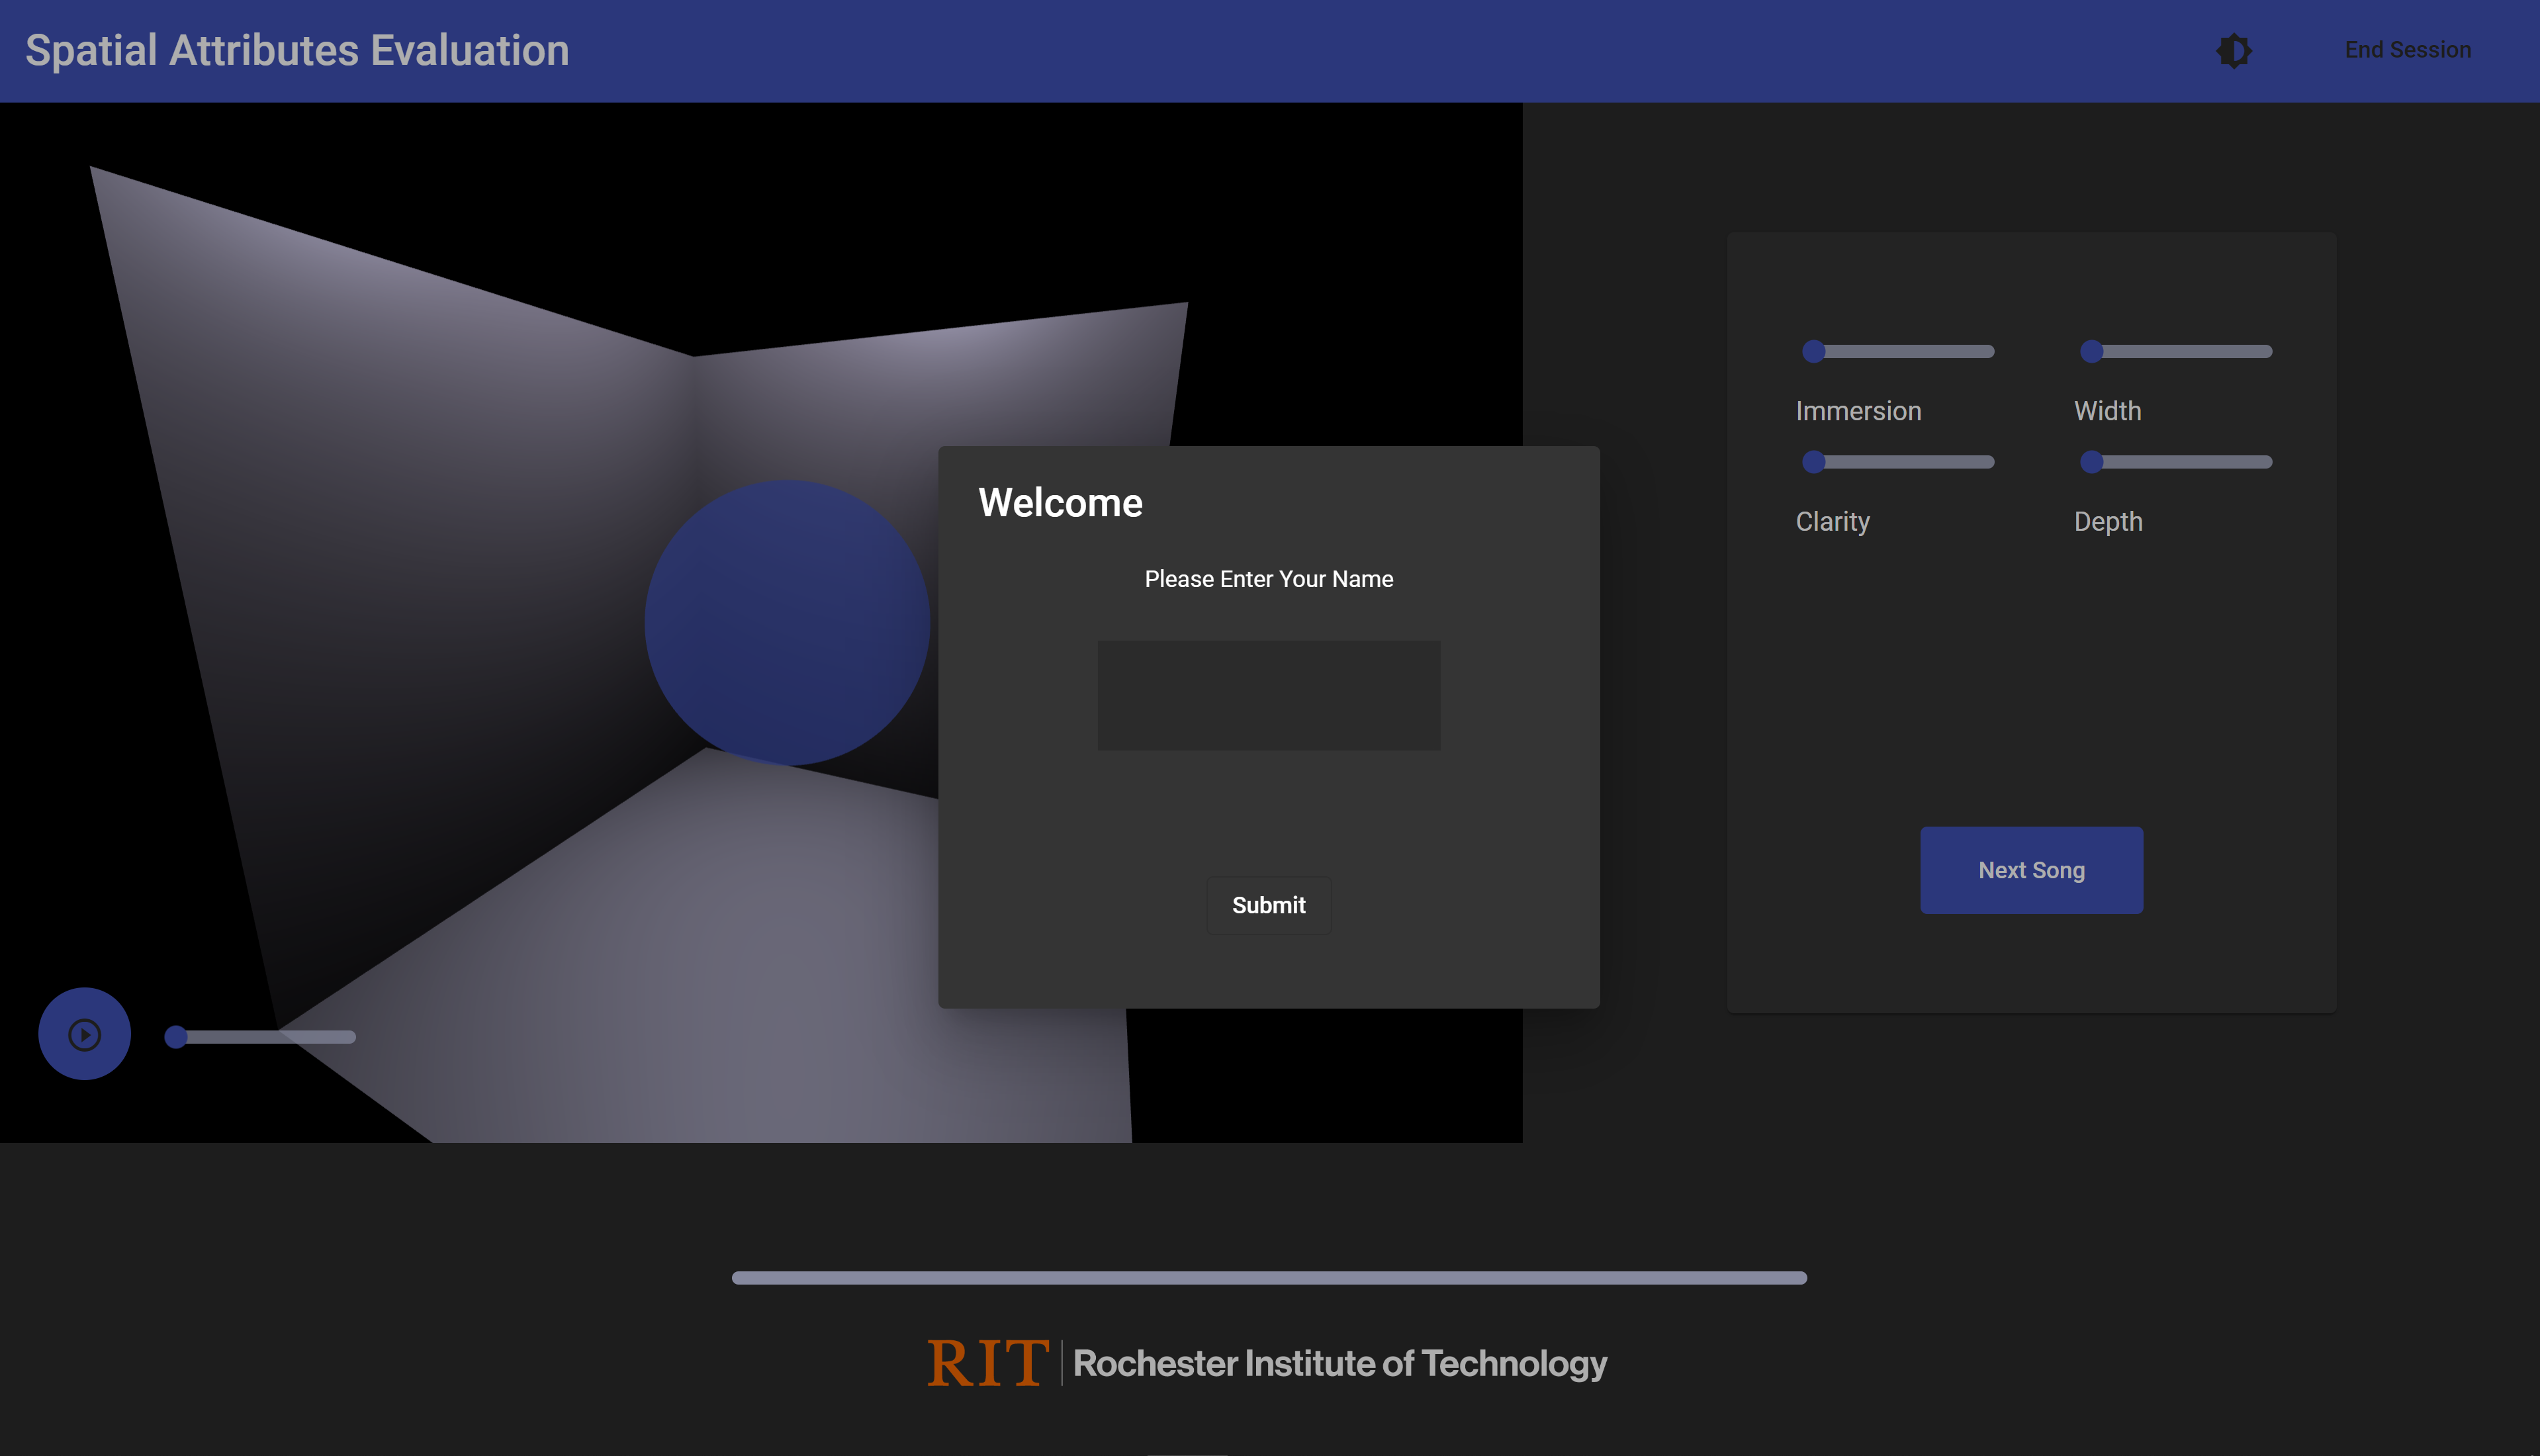 Spatial Attributes Evaluation
End Session
Immersion
Width
Clarity
Depth
Next Song
Welcome
Please Enter Your Name
Submit
RIT
Rochester Institute of Technology